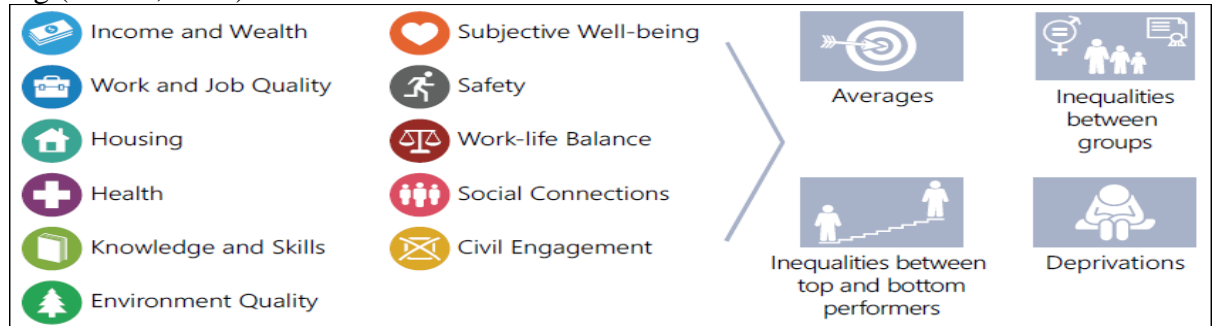 Income and Wealth
Work and Job Quality
Housing
Health
Knowledge and Skills
Environment Quality
Subjective Well-being
Safety
Work-life Balance
Social Connections
Civil Engagement
Averages
Inequalities
between
groups
Inequalities between
top and bottom
performers
Deprivations